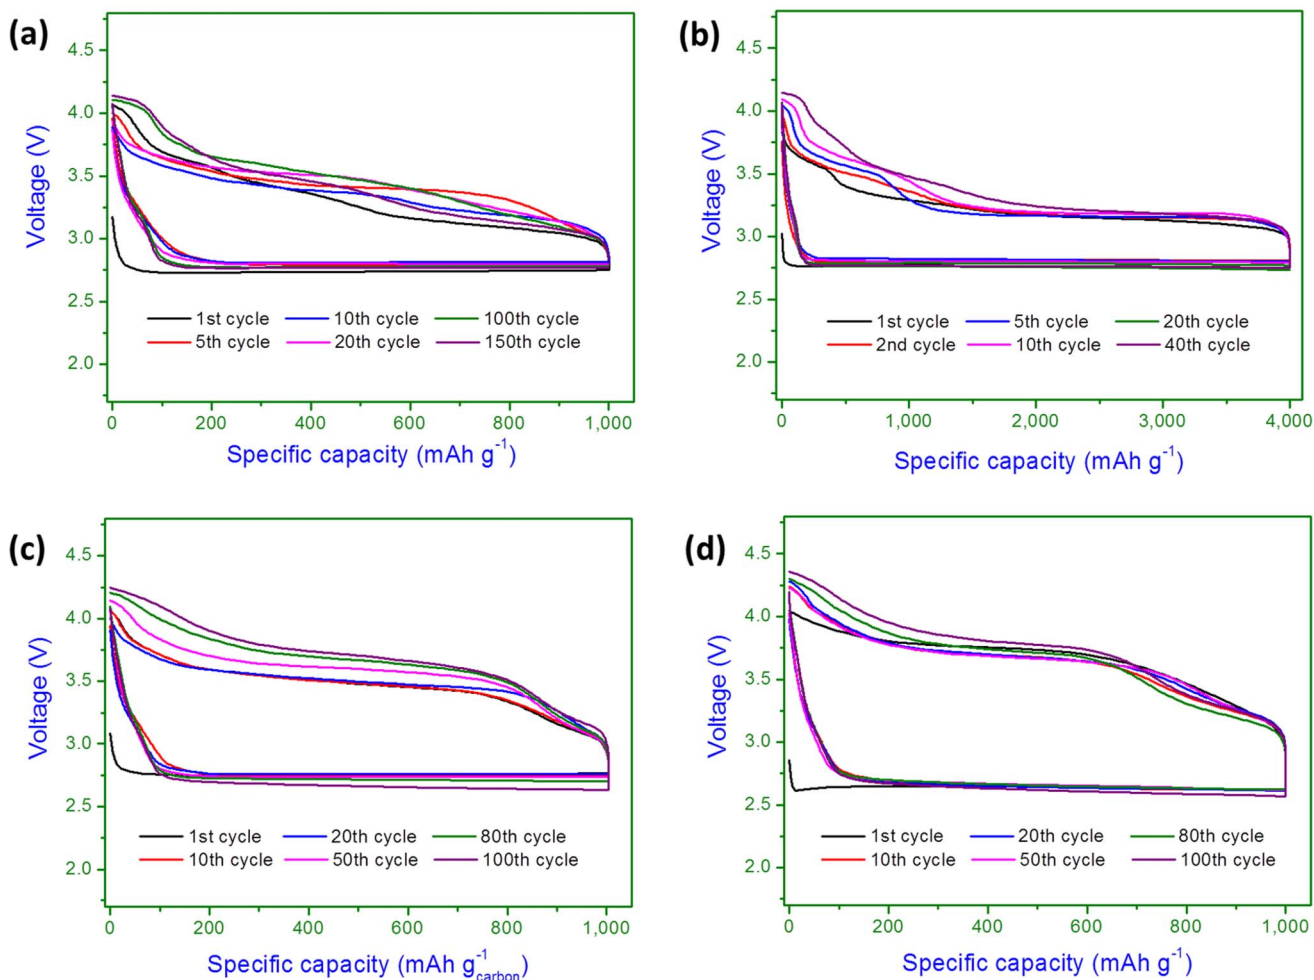 (a)
4.5
4.0
3.5
3.0
2.5
2.0
Voltage (V)
1st cycle 10th cycle 100th cycle
5th cycle 20th cycle 150th cycle
0 200 400 600 800 1,000
Specific capacity (mAh g⁻¹)
(b)
4.5
4.0
3.5
3.0
2.5
2.0
Voltage (V)
1st cycle 5th cycle 20th cycle
2nd cycle 10th cycle 40th cycle
0 1,000 2,000 3,000 4,000
Specific capacity (mAh g⁻¹)
(c)
4.5
4.0
3.5
3.0
2.5
2.0
Voltage (V)
1st cycle 20th cycle 80th cycle
10th cycle 50th cycle 100th cycle
0 200 400 600 800 1,000
Specific capacity (mAh g⁻¹carbon)
(d)
4.5
4.0
3.5
3.0
2.5
2.0
Voltage (V)
1st cycle 20th cycle 80th cycle
10th cycle 50th cycle 100th cycle
0 200 400 600 800 1,000
Specific capacity (mAh g⁻¹)